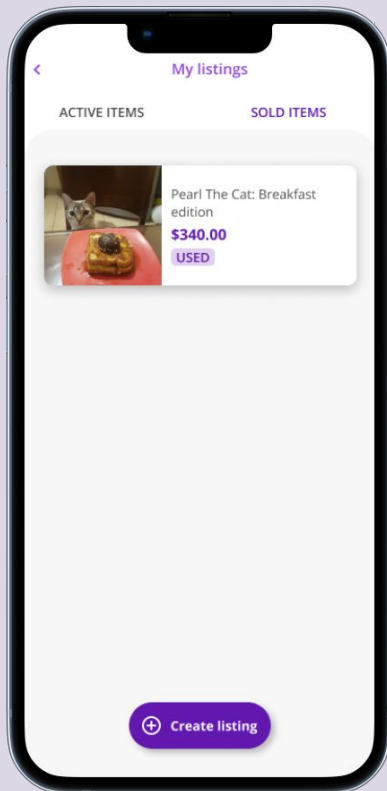 My listings
ACTIVE ITEMS
SOLD ITEMS
Pearl The Cat: Breakfast
edition
$340.00
USED
Create listing